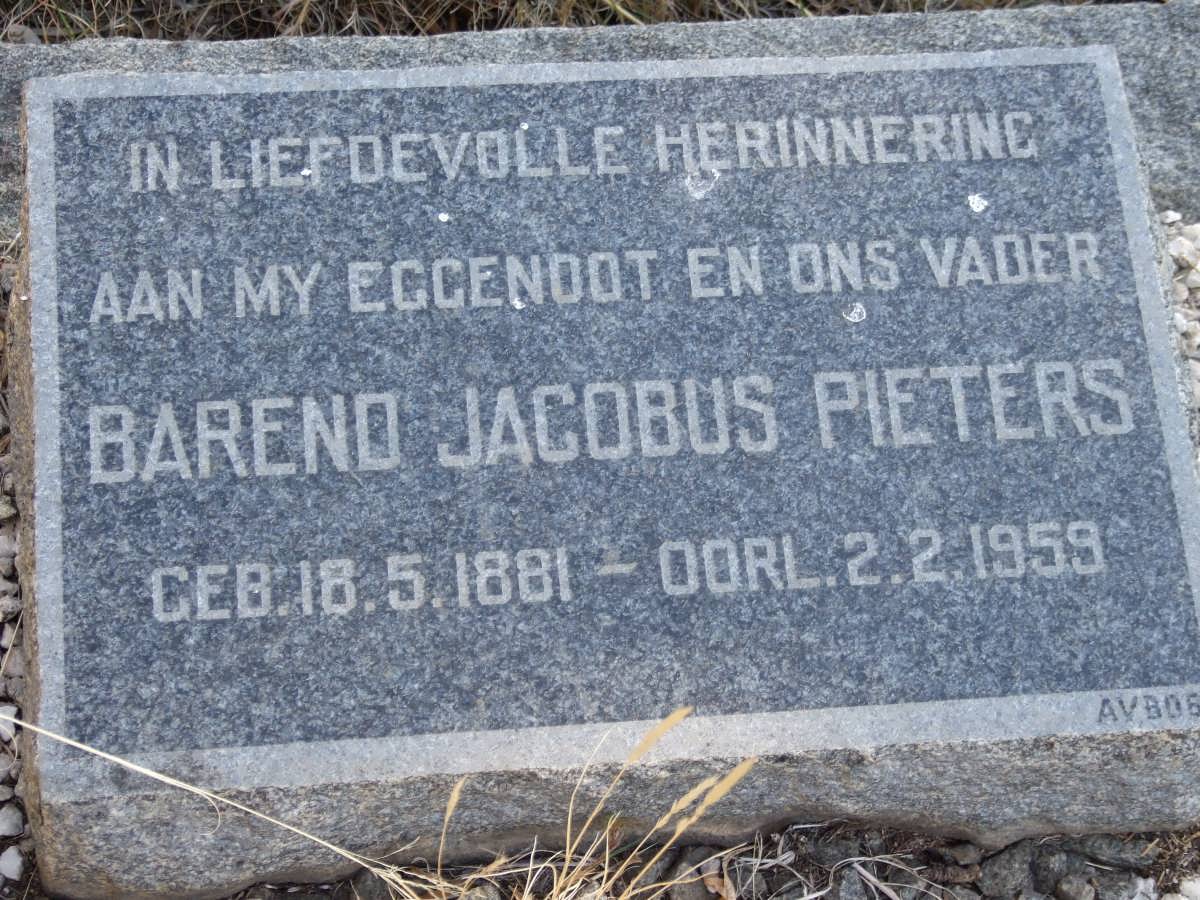 IN LIEFDEVOLLE HERINNERING
AAN MY EGGENOOT EN ONS VADER
BAREND JACOBUS PIETERS
GEB. 18. 5. 1881 – OORL. 2. 2. 1959